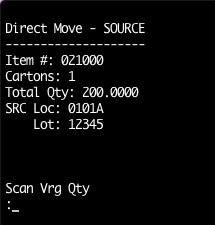 Direct Move - SOURCE
--------------------
Item #: 021000
Cartons: 1
Total Qty: 200.0000
SRC Loc: 0101A
Lot: 12345
Scan Vrg Qty
:_